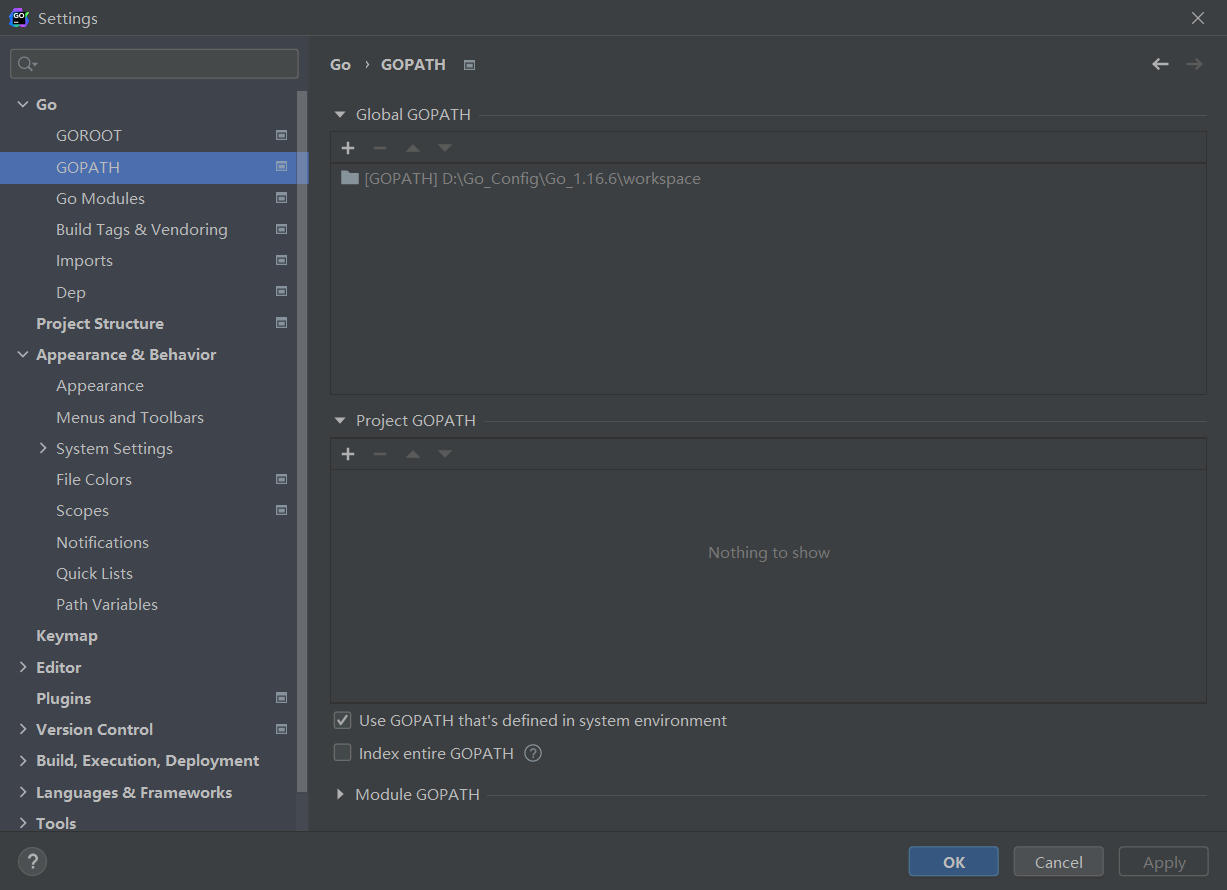 Settings
Go
GOROOT
GOPATH
Go Modules
Build Tags & Vendoring
Imports
Dep
Project Structure
Appearance & Behavior
Appearance
Menus and Toolbars
System Settings
File Colors
Scopes
Notifications
Quick Lists
Path Variables
Keymap
Editor
Plugins
Version Control
Build, Execution, Deployment
Languages & Frameworks
Tools
Go › GOPATH
Global GOPATH
[GOPATH] D:\Go_Config\Go_1.16.6\workspace
Project GOPATH
Nothing to show
Use GOPATH that's defined in system environment
Index entire GOPATH ?
Module GOPATH
?
OK Cancel Apply